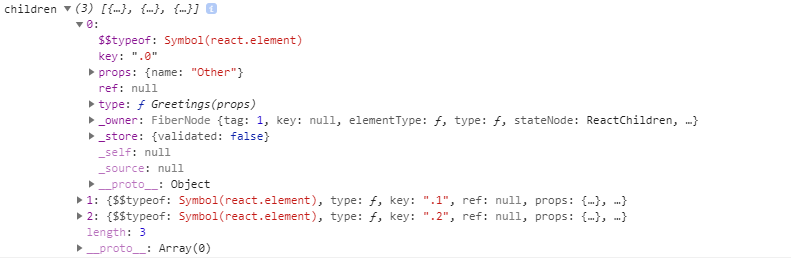 children ▼ (3) [{…}, {…}, {…}] i
▼ 0:
$$typeof: Symbol(react.element)
key: ".0"
▶ props: {name: "Other"}
ref: null
▶ type: ƒ Greetings(props)
▶ _owner: FiberNode {tag: 1, key: null, elementType: ƒ, type: ƒ, stateNode: ReactChildren, …}
▶ _store: {validated: false}
_self: null
_source: null
▶ __proto__: Object
▶ 1: {$$typeof: Symbol(react.element), type: ƒ, key: ".1", ref: null, props: {…}, …}
▶ 2: {$$typeof: Symbol(react.element), type: ƒ, key: ".2", ref: null, props: {…}, …}
length: 3
▶ __proto__: Array(0)